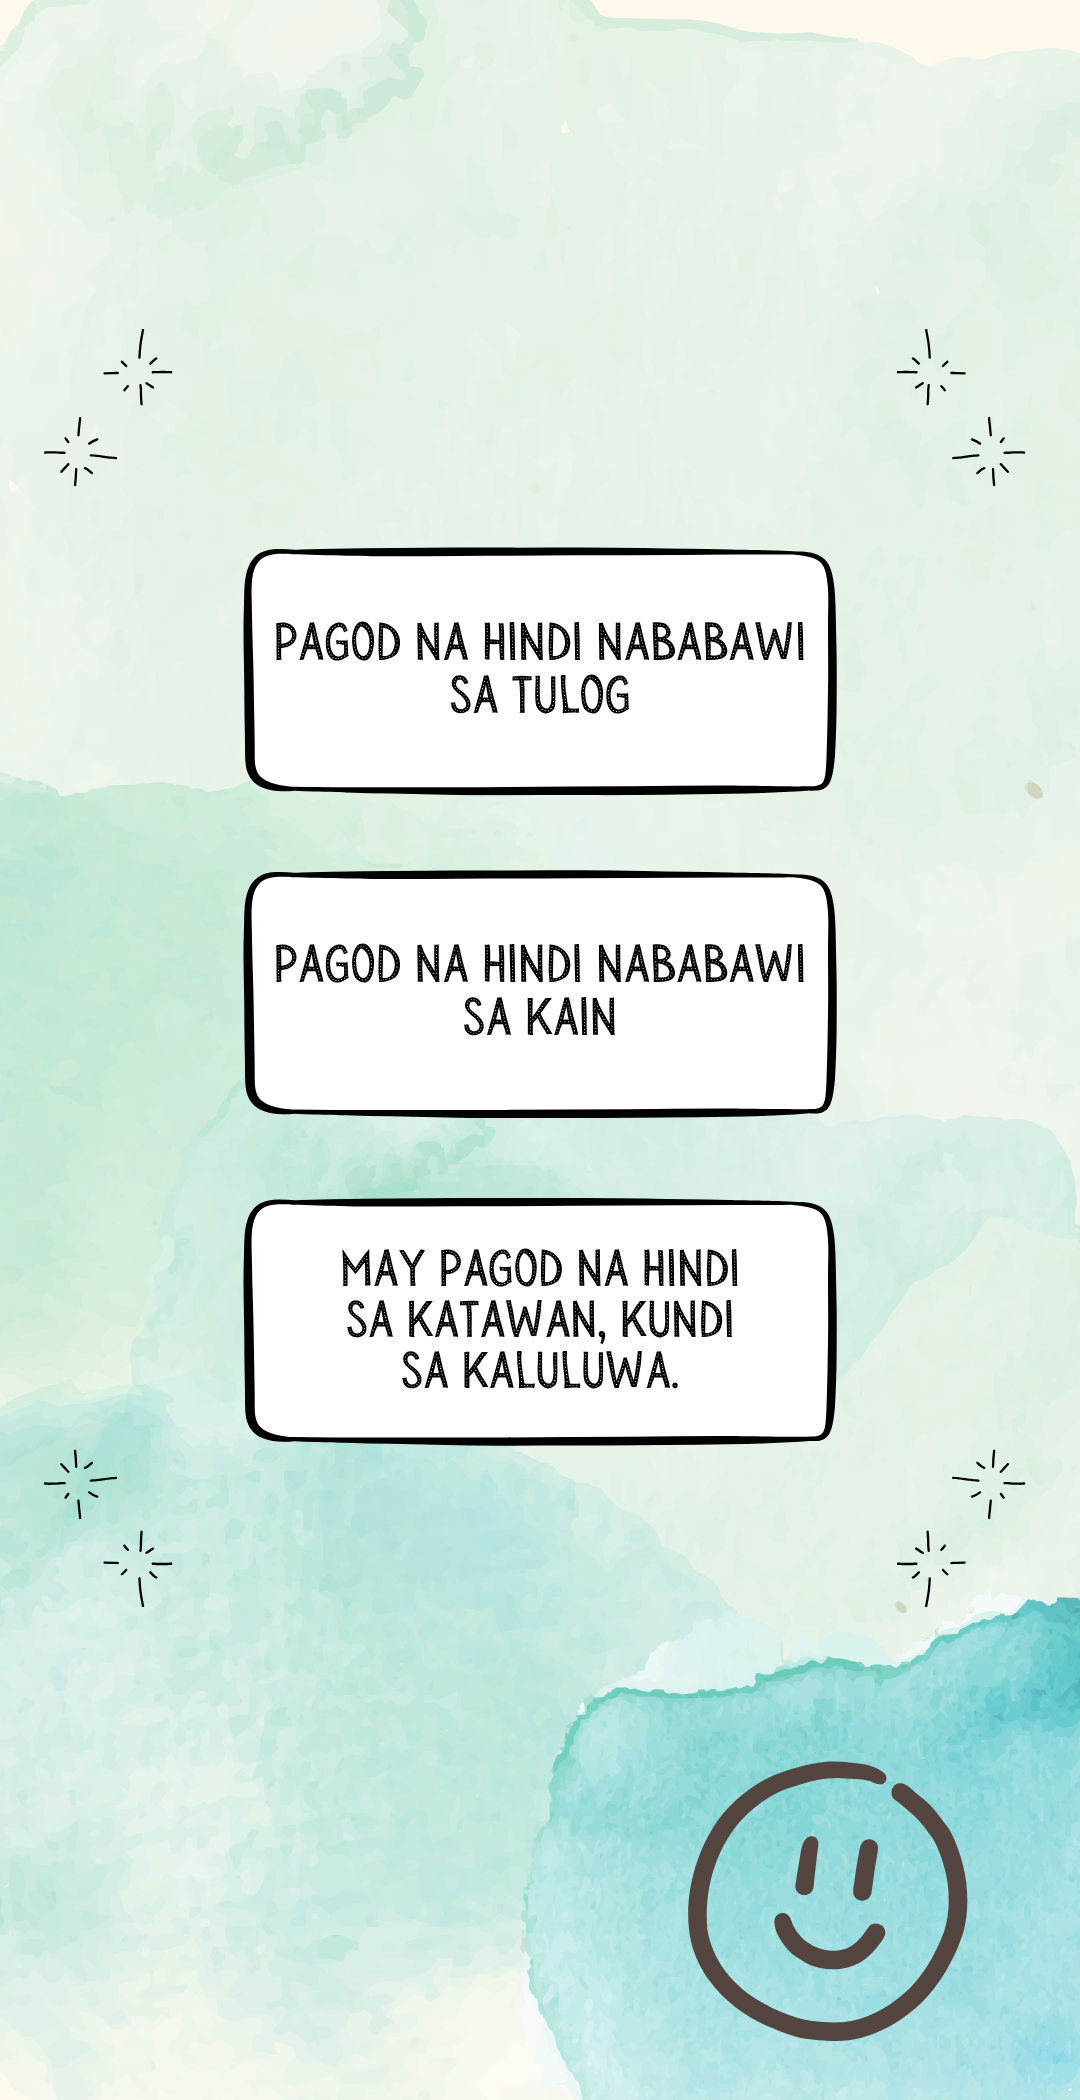 PAGOD NA HINDI NABABAWI
SA TULOG
PAGOD NA HINDI NABABAWI
SA KAIN
MAY PAGOD NA HINDI
SA KATAWAN, KUNDI
SA KALULUWA.